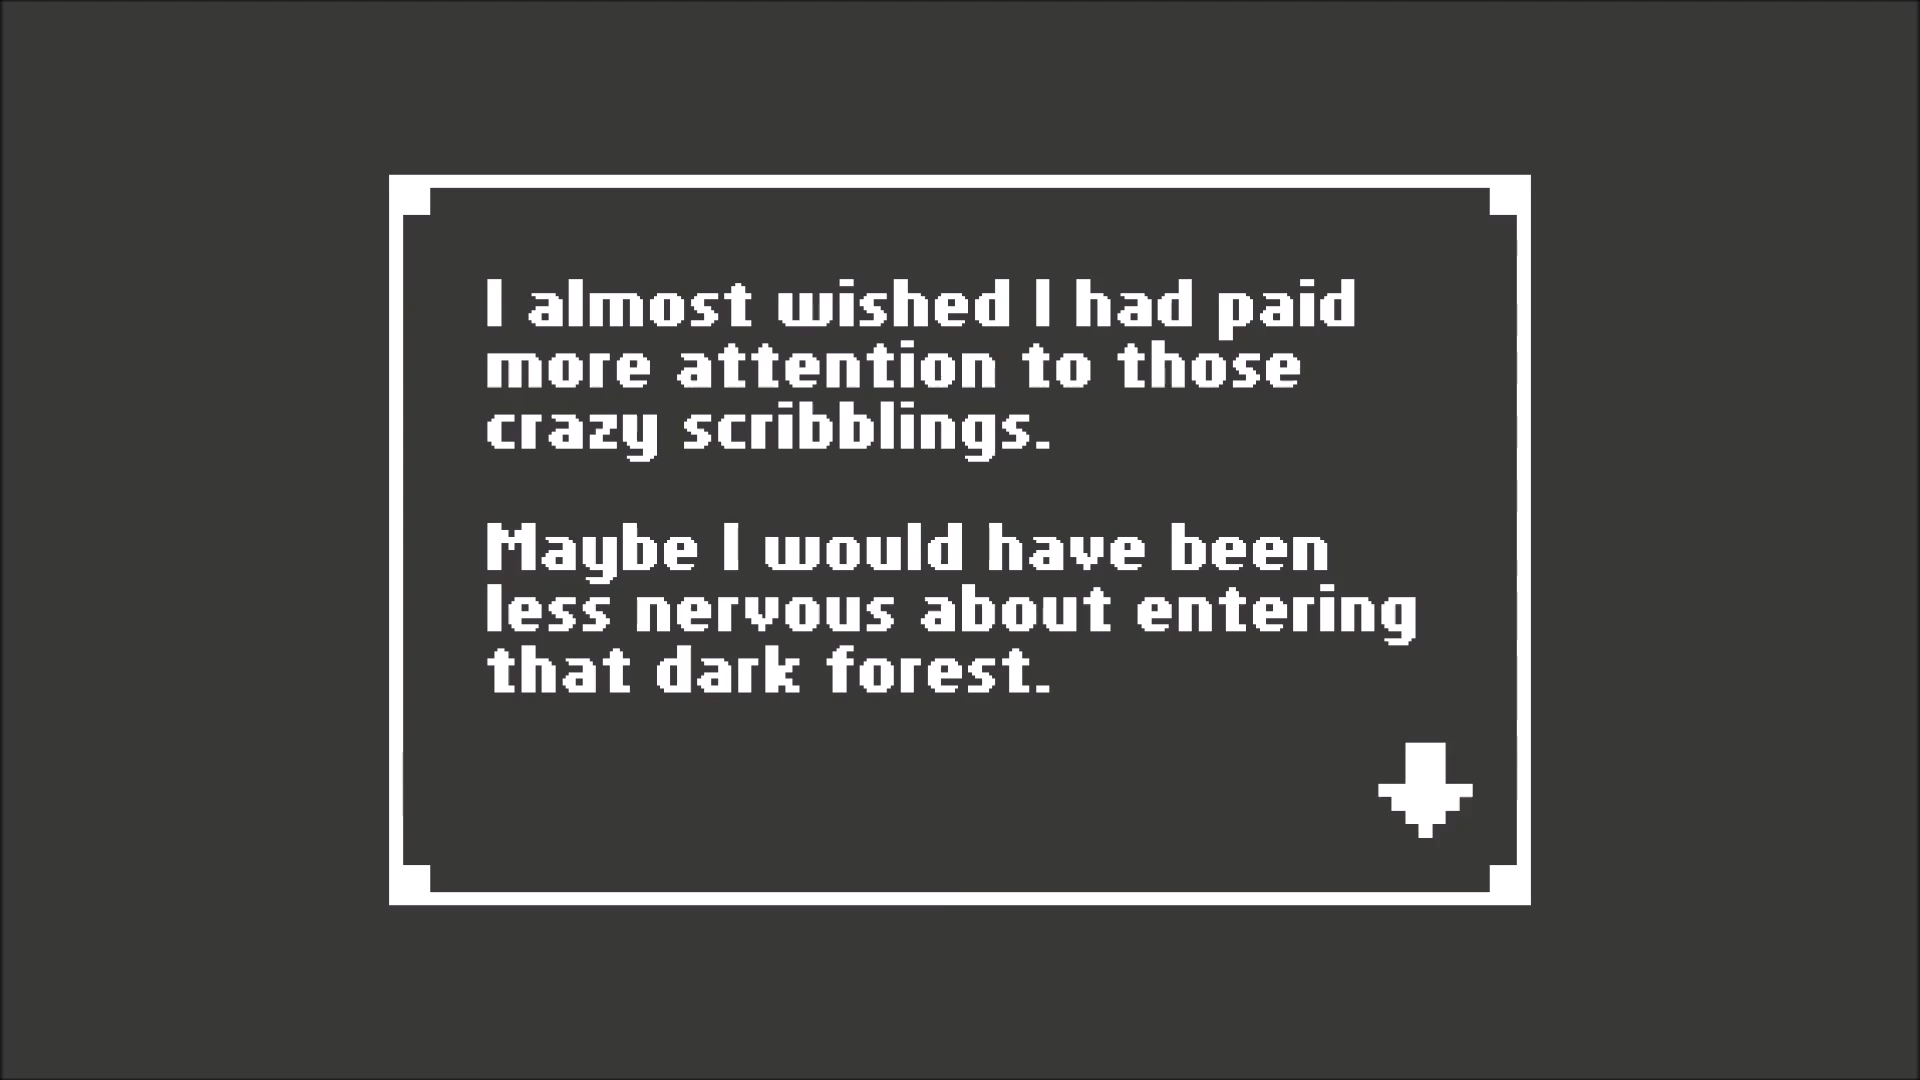 I almost wished I had paid
more attention to those
crazy scribblings.
Maybe I would have been
less nervous about entering
that dark forest.